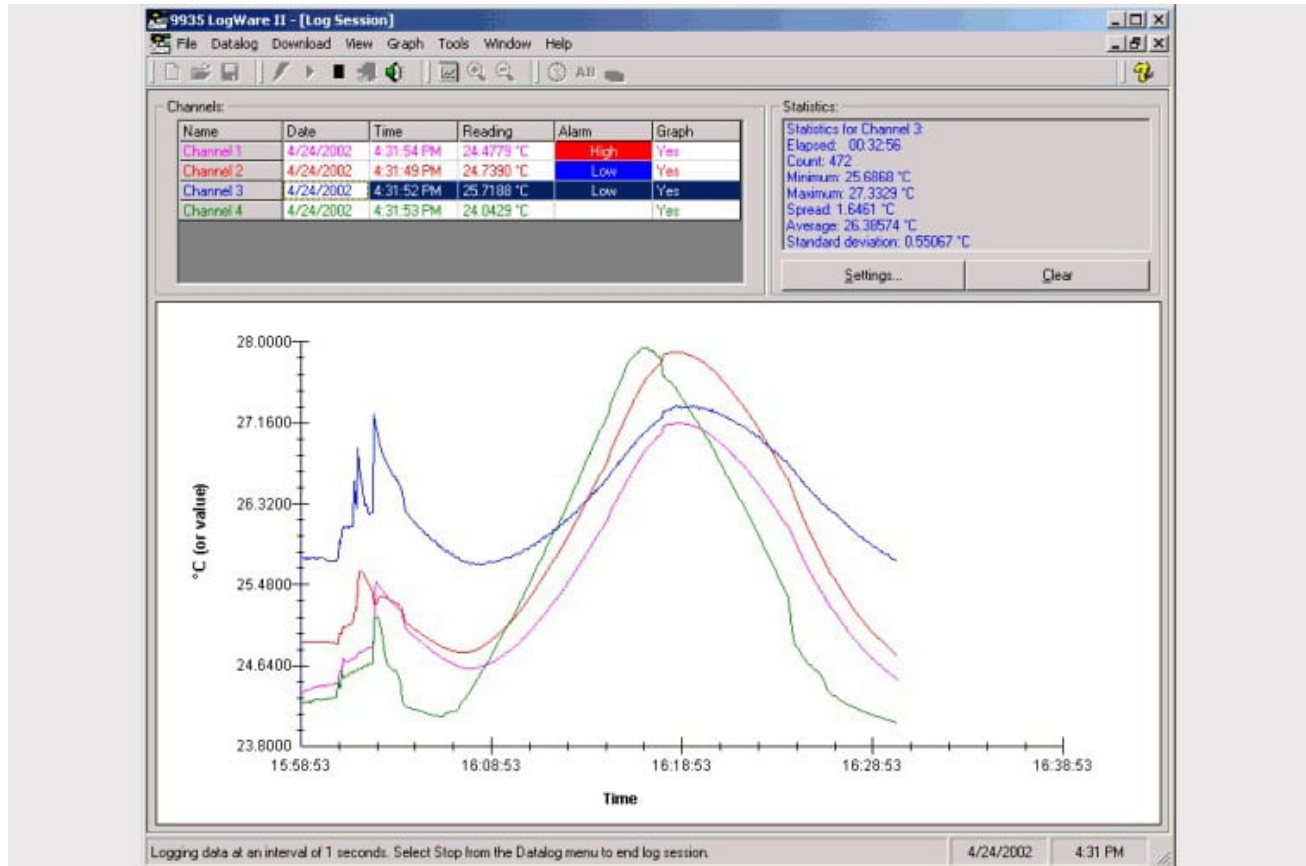 9935 LogWare II - [Log Session]
File Datalog Download View Graph Tools Window Help
AB
Channels:
Name Date Time Reading Alarm Graph
Channel 1 4/24/2002 4:31:54 PM 24.4779 °C High Yes
Channel 2 4/24/2002 4:31:49 PM 24.7390 °C Low Yes
Channel 3 4/24/2002 4:31:52 PM 25.7188 °C Low Yes
Channel 4 4/24/2002 4:31:53 PM 24.0429 °C Yes
Statistics:
Statistics for Channel 3:
Elapsed: 00:32:56
Count: 472
Minimum: 25.6868 °C
Maximum: 27.3329 °C
Spread: 1.6461 °C
Average: 26.38574 °C
Standard deviation: 0.55067 °C
Settings... Clear
28.0000
27.1600
26.3200
25.4800
24.6400
23.8000
°C (or value)
15:58:53 16:08:53 16:18:53 16:28:53 16:38:53
Time
Logging data at an interval of 1 seconds. Select Stop from the Datalog menu to end log session. 4/24/2002 4:31 PM